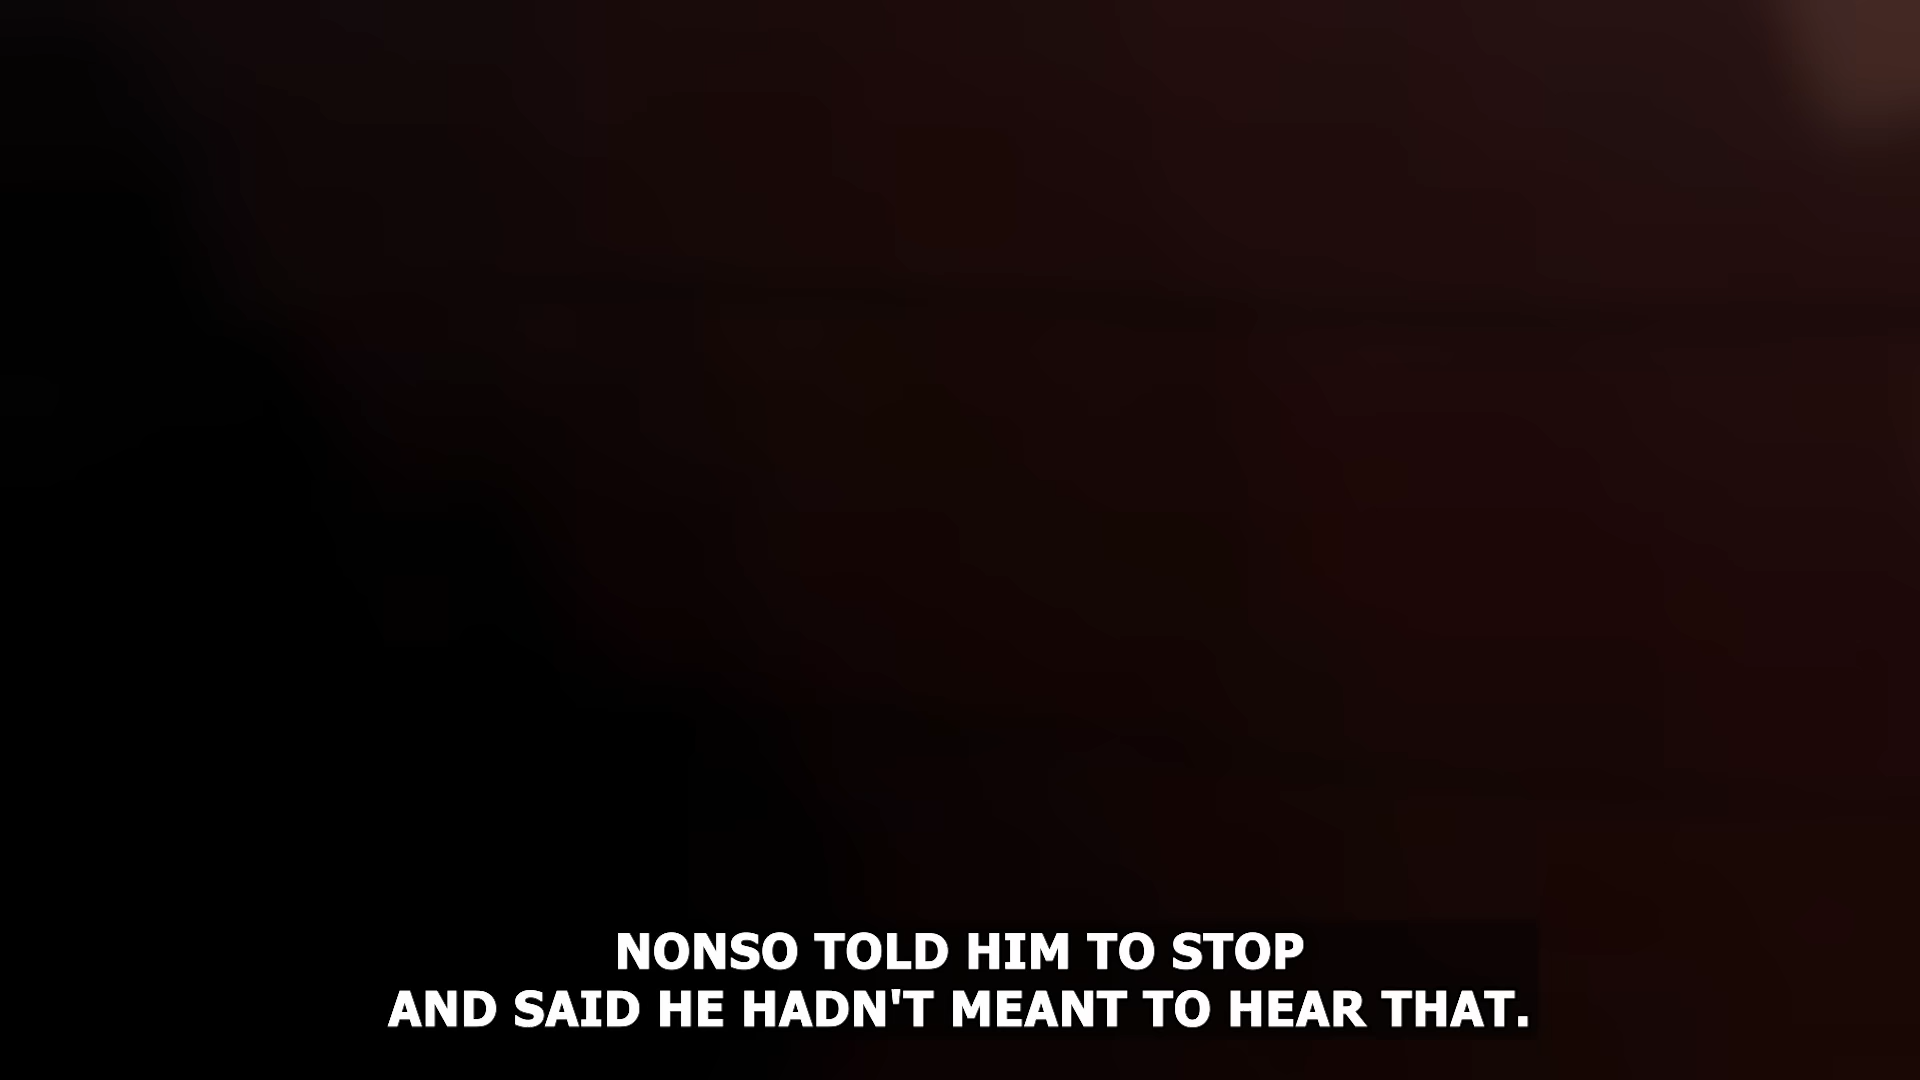 NONSO TOLD HIM TO STOP
AND SAID HE HADN'T MEANT TO HEAR THAT.